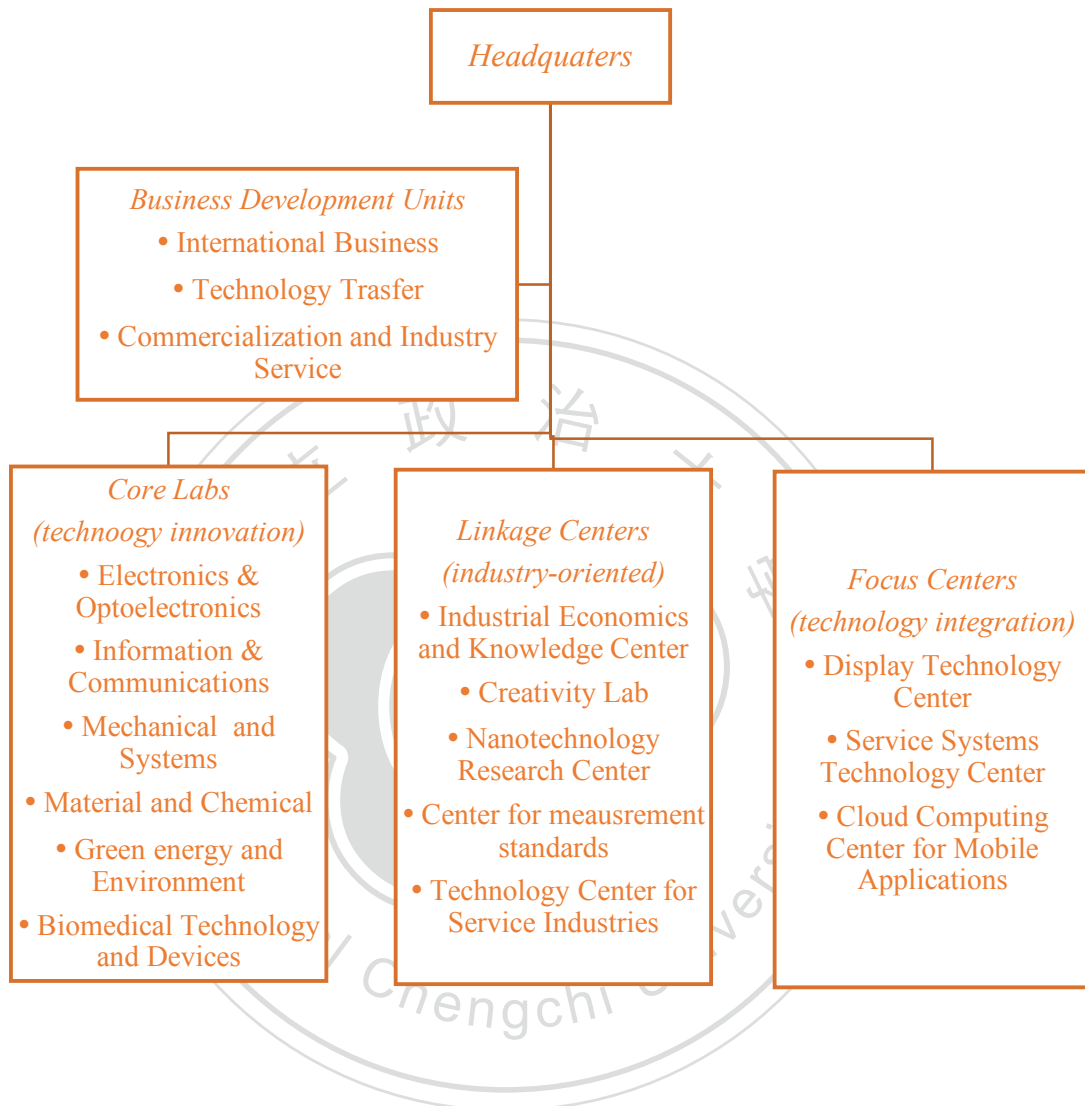 Headquaters
Business Development Units
• International Business
• Technology Trasfer
• Commercialization and Industry
Service
政 治 大
Core Labs
(technoogy innovation)
• Electronics &
Optoelectronics
• Information &
Communications
• Mechanical and
Systems
• Material and Chemical
• Green energy and
Environment
• Biomedical Technology
and Devices
Linkage Centers
(industry-oriented)
• Industrial Economics
and Knowledge Center
• Creativity Lab
• Nanotechnology
Research Center
• Center for meausrement
standards
• Technology Center for
Service Industries
Focus Centers
(technology integration)
• Display Technology
Center
• Service Systems
Technology Center
• Cloud Computing
Center for Mobile
Applications
Chengchi